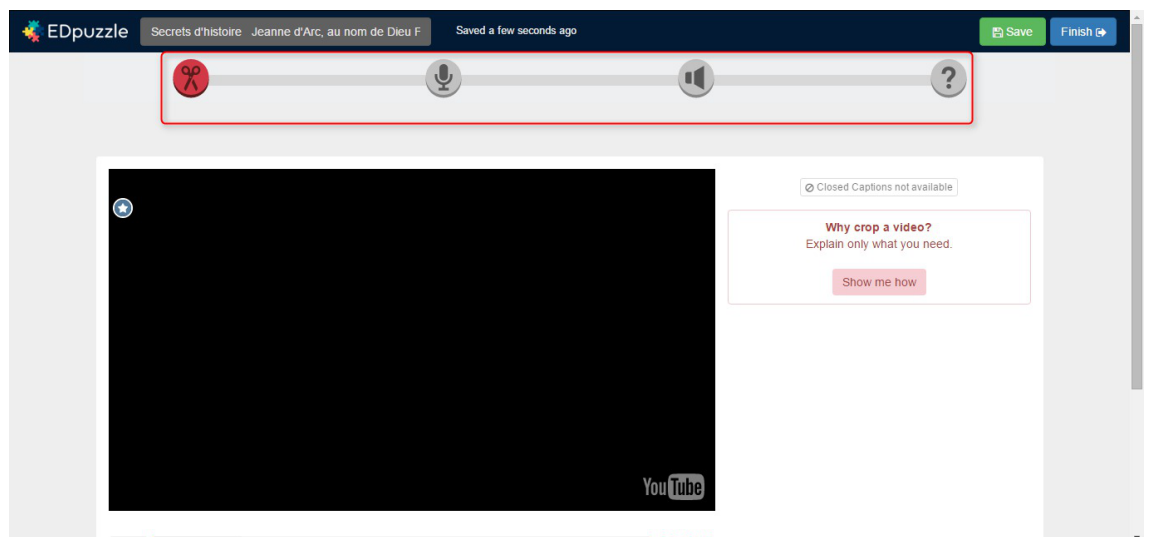 EDpuzzle
Secrets d'histoire Jeanne d'Arc, au nom de Dieu F
Saved a few seconds ago
Save
Finish
?
Closed Captions not available
Why crop a video?
Explain only what you need.
Show me how
YouTube